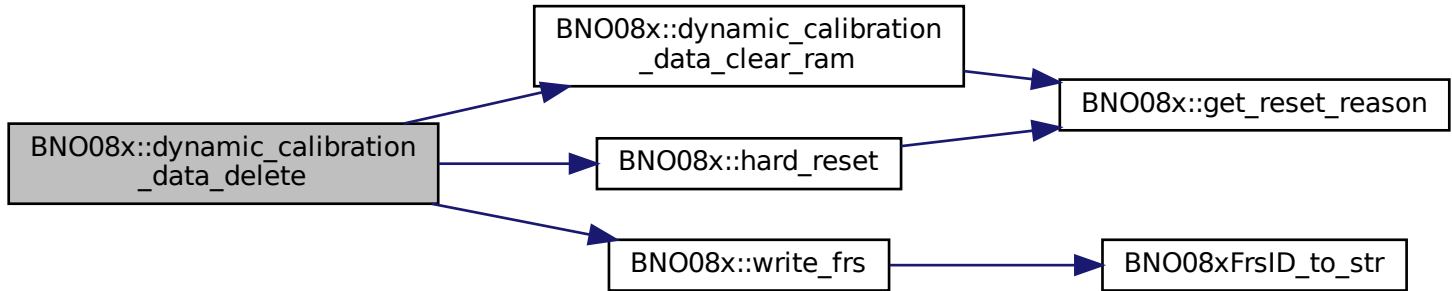 BNO08x::dynamic_calibration
_data_delete
BNO08x::dynamic_calibration
_data_clear_ram
BNO08x::get_reset_reason
BNO08x::hard_reset
BNO08x::write_frs
BNO08xFrsID_to_str